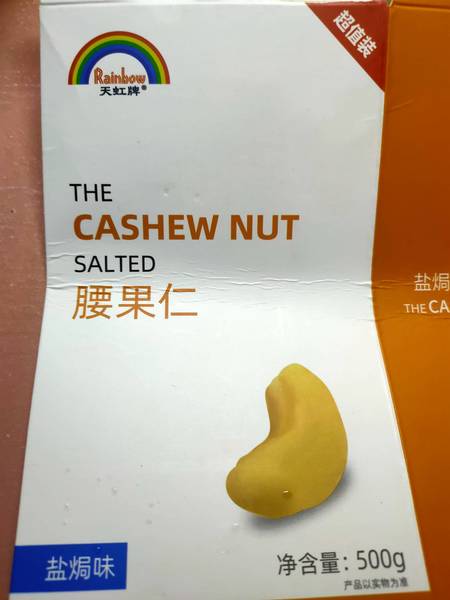 超值装
Rainbow
天虹牌®
THE
CASHEW NUT
SALTED
腰果仁
盐焗
THE CA
盐焗味
净含量：500g
产品以实物为准